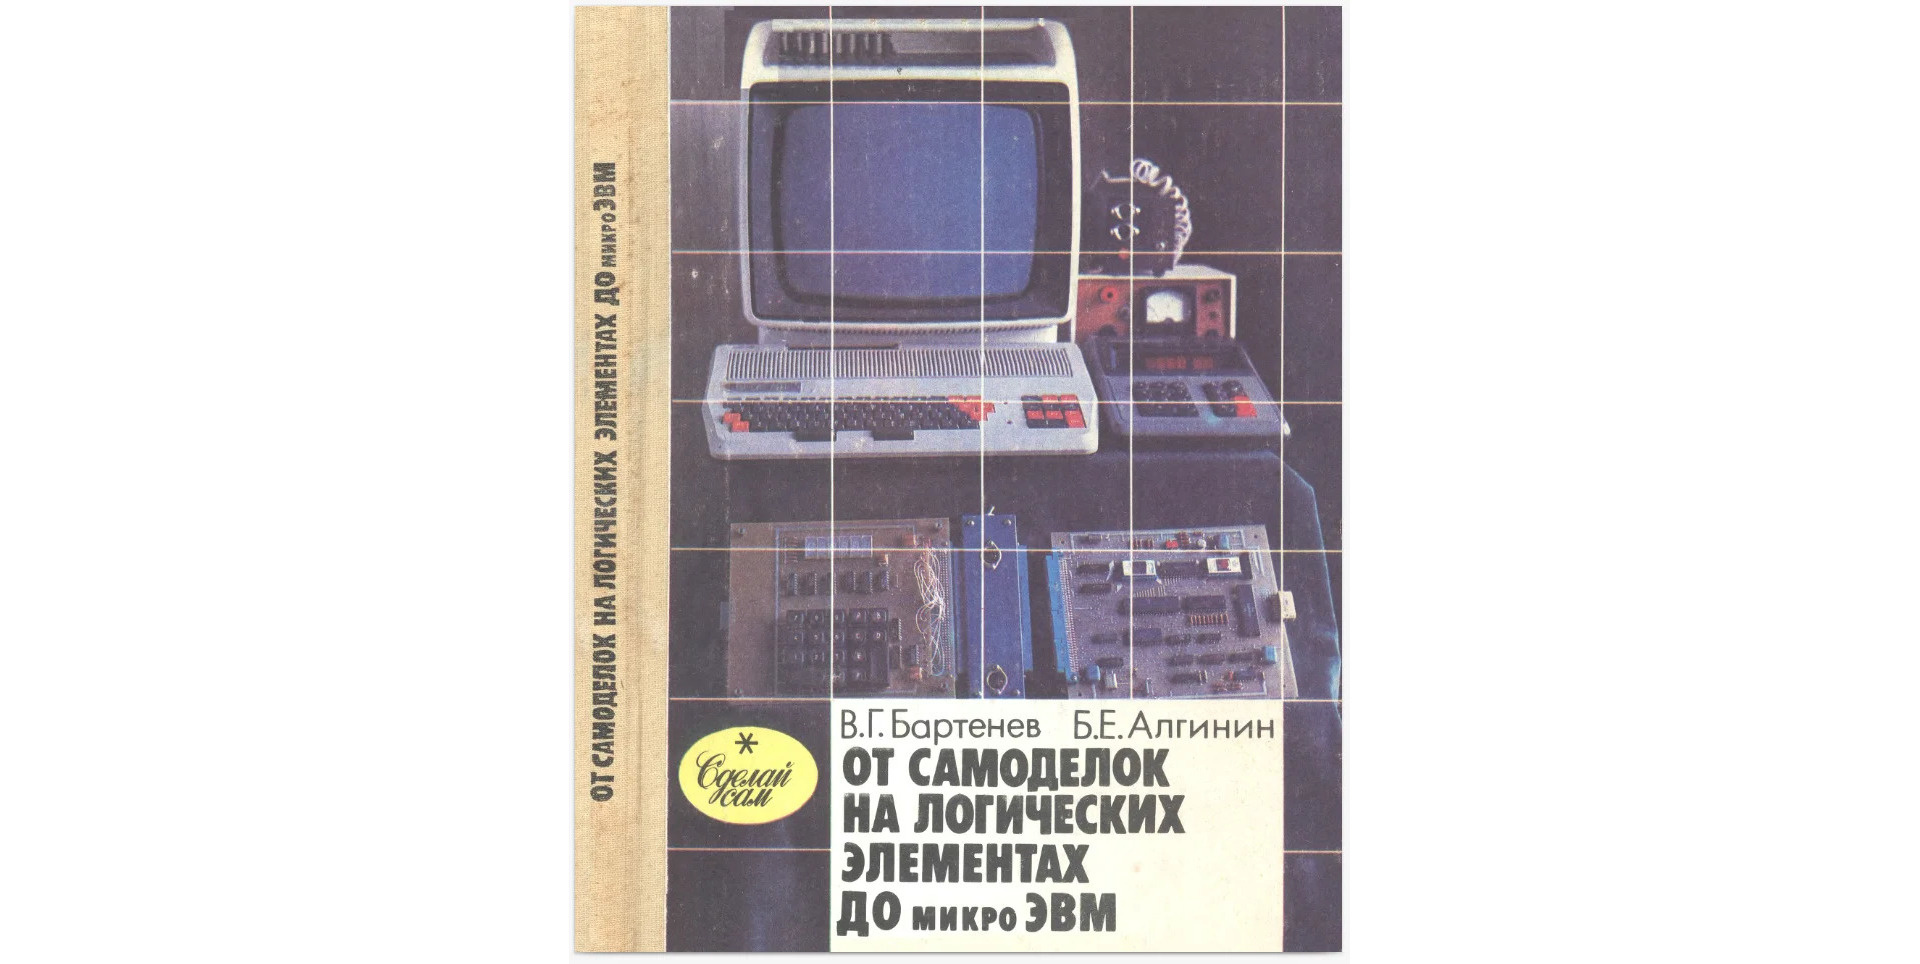 ОТ САМОДЕЛОК НА ЛОГИЧЕСКИХ ЭЛЕМЕНТАХ ДО МИКРО ЭВМ
В.Г. Бартенев Б.Е. Алгинин
* Сделай
сам
ОТ САМОДЕЛОК
НА ЛОГИЧЕСКИХ
ЭЛЕМЕНТАХ
ДО МИКРО ЭВМ